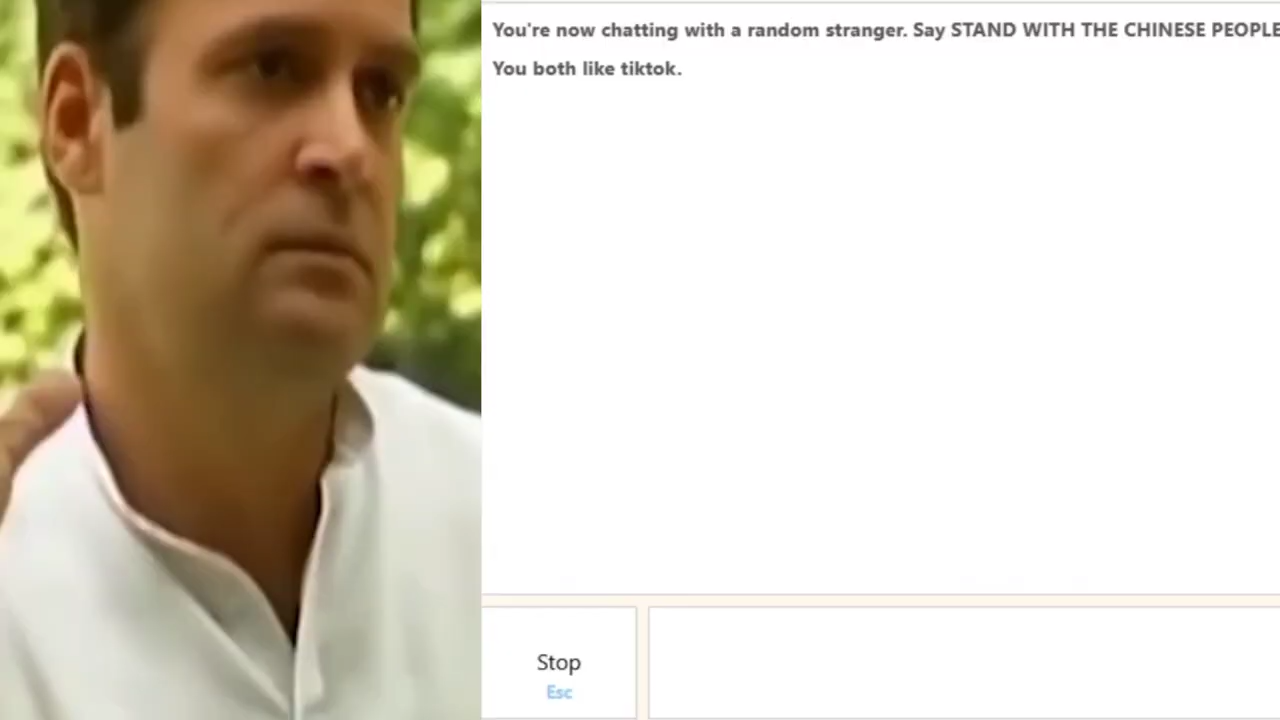 You're now chatting with a random stranger. Say STAND WITH THE CHINESE PEOPLE
You both like tiktok.
Stop
Esc